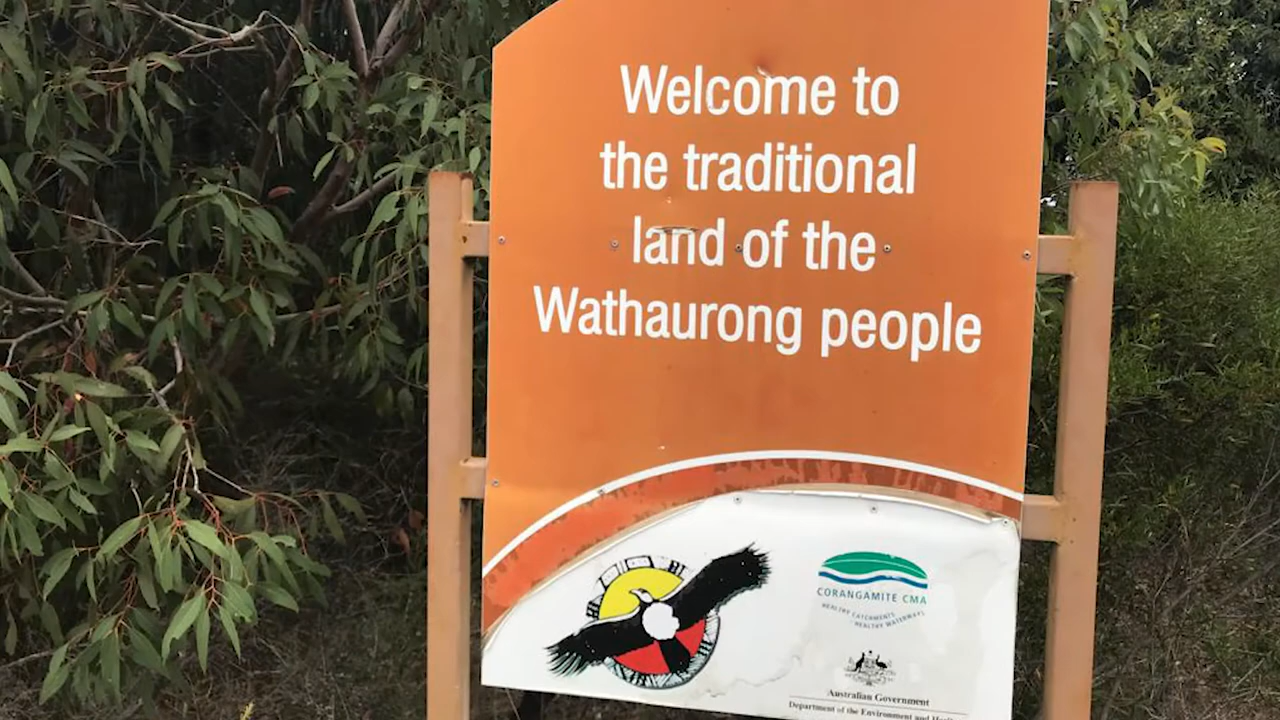 Welcome to
the traditional
land of the
Wathaurong people
CORANGAMITE CMA
HEALTHY CATCHMENTS
- HEALTHY WATERWAYS
Australian Government
Department of the Environment and